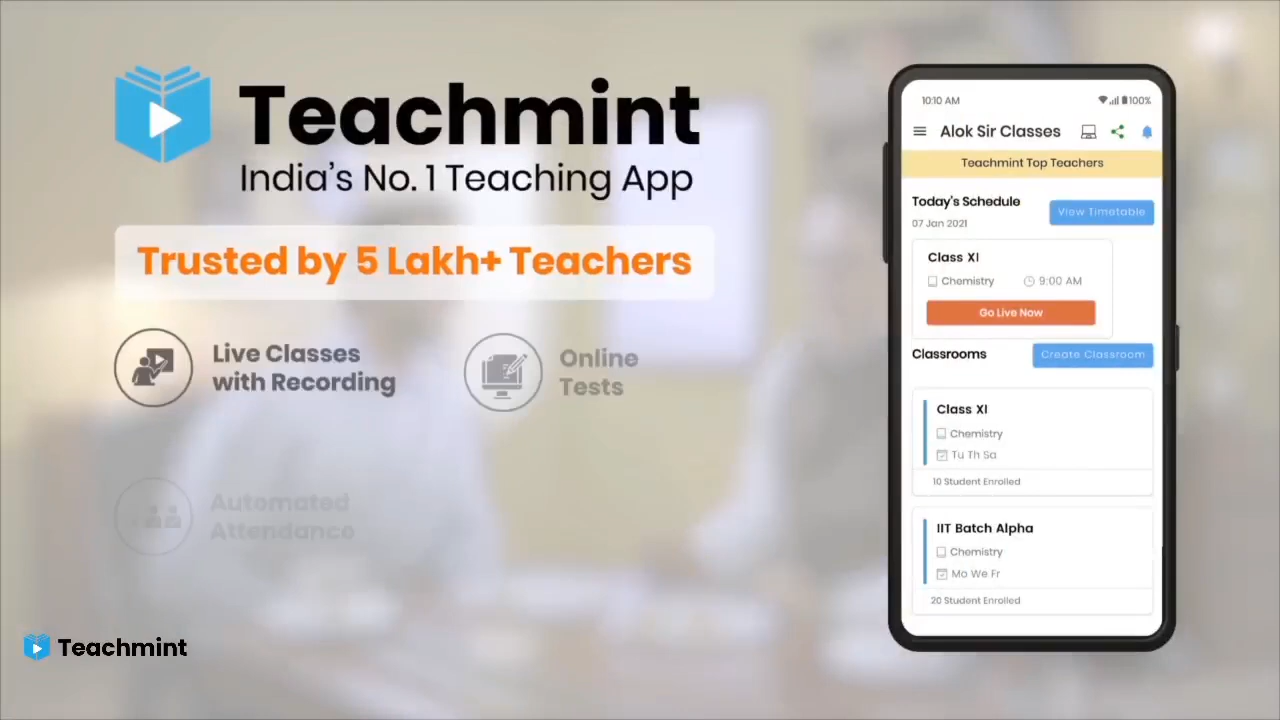 Teachmint
India's No. 1 Teaching App
Trusted by 5 Lakh+ Teachers
Live Classes
with Recording
Online
Tests
Automated
Attendance
Teachmint
10:10 AM
100%
Alok Sir Classes
Teachmint Top Teachers
Today's Schedule
View Timetable
07 Jan 2021
Class XI
Chemistry
9:00 AM
Go Live Now
Classrooms
Create Classroom
Class XI
Chemistry
Tu Th Sa
10 Student Enrolled
IIT Batch Alpha
Chemistry
Mo We Fr
20 Student Enrolled